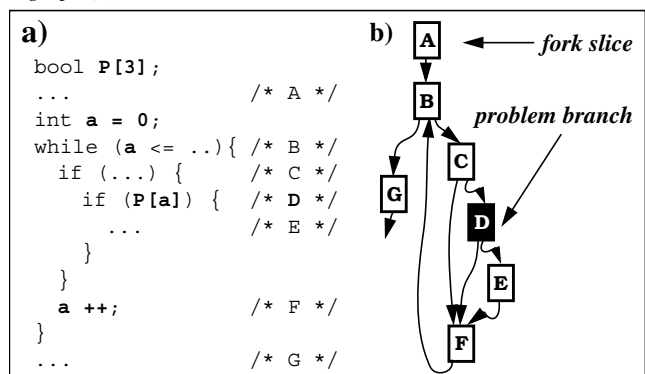 a)
bool P[3];
... /* A */
int a = 0;
while (a <= ..){ /* B */
if (...) { /* C */
if (P[a]) { /* D */
... /* E */
}
}
a ++; /* F */
}
... /* G */
b)
A
fork slice
B
problem branch
C
G
D
E
F